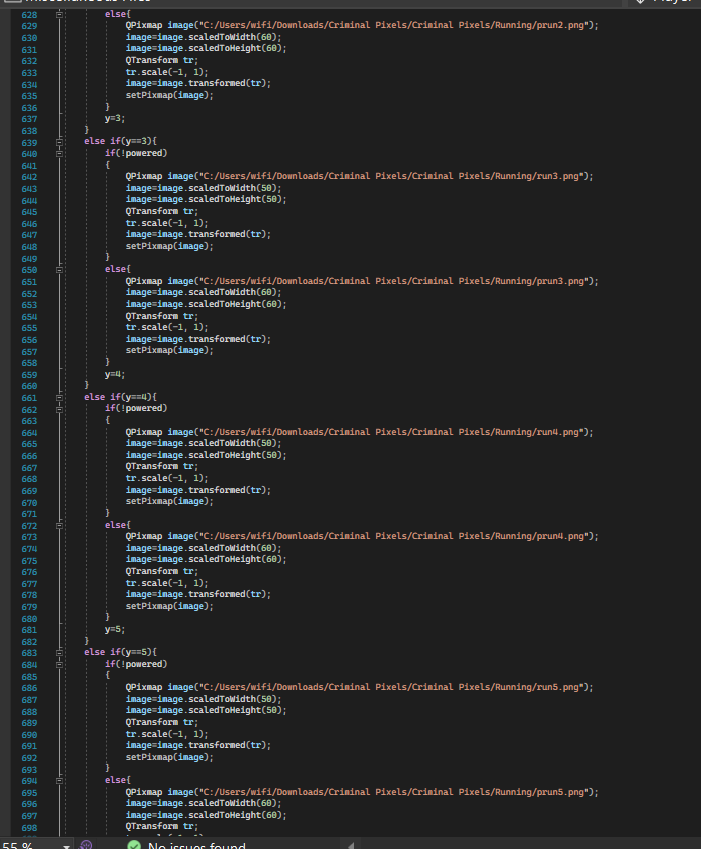 628 else{
629 QPixmap image("C:/Users/wifi/Downloads/Criminal Pixels/Criminal Pixels/Running/prun2.png");
630 image=image.scaledToWidth(60);
631 image=image.scaledToHeight(60);
632 QTransform tr;
633 tr.scale(-1, 1);
634 image=image.transformed(tr);
635 setPixmap(image);
636 }
637 y=3;
638 }
639 else if(y==3){
640 if(!powered)
641 {
642 QPixmap image("C:/Users/wifi/Downloads/Criminal Pixels/Criminal Pixels/Running/run3.png");
643 image=image.scaledToWidth(50);
644 image=image.scaledToHeight(50);
645 QTransform tr;
646 tr.scale(-1, 1);
647 image=image.transformed(tr);
648 setPixmap(image);
649 }
650 else{
651 QPixmap image("C:/Users/wifi/Downloads/Criminal Pixels/Criminal Pixels/Running/prun3.png");
652 image=image.scaledToWidth(60);
653 image=image.scaledToHeight(60);
654 QTransform tr;
655 tr.scale(-1, 1);
656 image=image.transformed(tr);
657 setPixmap(image);
658 }
659 y=4;
660 }
661 else if(y==4){
662 if(!powered)
663 {
664 QPixmap image("C:/Users/wifi/Downloads/Criminal Pixels/Criminal Pixels/Running/run4.png");
665 image=image.scaledToWidth(50);
666 image=image.scaledToHeight(50);
667 QTransform tr;
668 tr.scale(-1, 1);
669 image=image.transformed(tr);
670 setPixmap(image);
671 }
672 else{
673 QPixmap image("C:/Users/wifi/Downloads/Criminal Pixels/Criminal Pixels/Running/prun4.png");
674 image=image.scaledToWidth(60);
675 image=image.scaledToHeight(60);
676 QTransform tr;
677 tr.scale(-1, 1);
678 image=image.transformed(tr);
679 setPixmap(image);
680 }
681 y=5;
682 }
683 else if(y==5){
684 if(!powered)
685 {
686 QPixmap image("C:/Users/wifi/Downloads/Criminal Pixels/Criminal Pixels/Running/run5.png");
687 image=image.scaledToWidth(50);
688 image=image.scaledToHeight(50);
689 QTransform tr;
690 tr.scale(-1, 1);
691 image=image.transformed(tr);
692 setPixmap(image);
693 }
694 else{
695 QPixmap image("C:/Users/wifi/Downloads/Criminal Pixels/Criminal Pixels/Running/prun5.png");
696 image=image.scaledToWidth(60);
697 image=image.scaledToHeight(60);
698 QTransform tr;
55 % No issues found